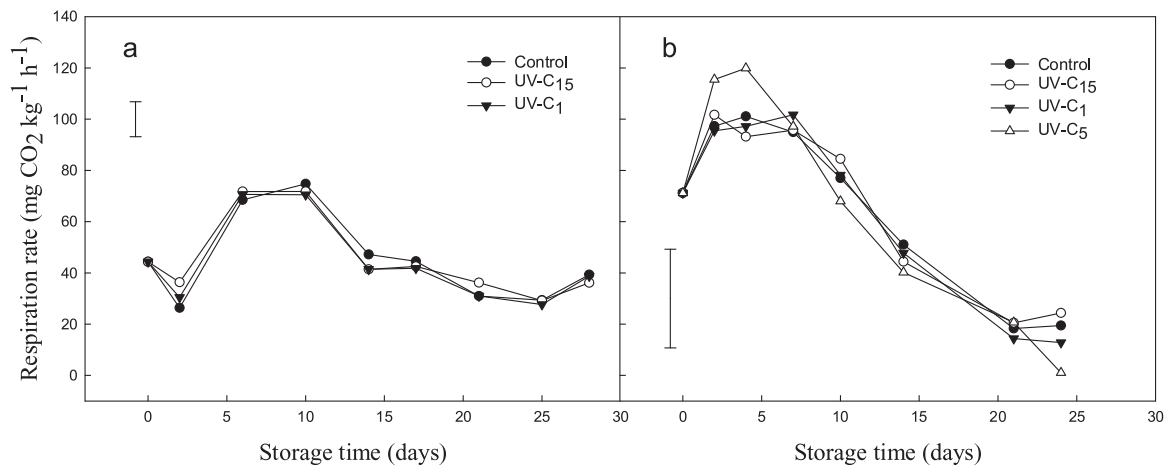 140
120
100
80
60
40
20
0
Respiration rate (mg CO₂ kg⁻¹ h⁻¹)
a
Control
UV-C₁₅
UV-C₁
b
Control
UV-C₁₅
UV-C₁
UV-C₅
0 5 10 15 20 25 30
0 5 10 15 20 25 30
Storage time (days)
Storage time (days)